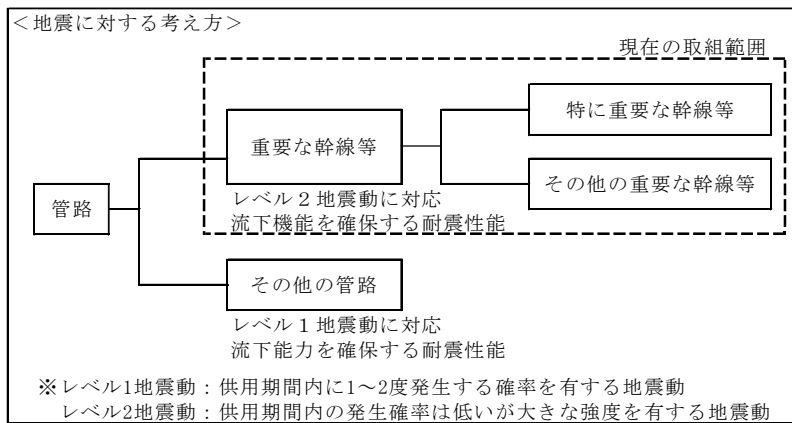 ＜地震に対する考え方＞
現在の取組範囲
特に重要な幹線等
重要な幹線等
その他の重要な幹線等
レベル２地震動に対応
流下機能を確保する耐震性能
管路
その他の管路
レベル１地震動に対応
流下能力を確保する耐震性能
※レベル1地震動：供用期間内に1～2度発生する確率を有する地震動
レベル2地震動：供用期間内の発生確率は低いが大きな強度を有する地震動